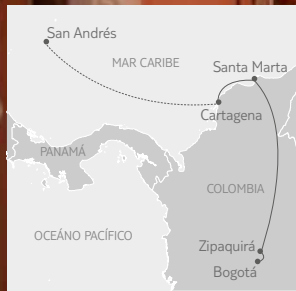 San Andrés
MAR CARIBE
Santa Marta
Cartagena
PANAMÁ
COLOMBIA
OCEÁNO PACÍFICO
Zipaquirá
Bogotá